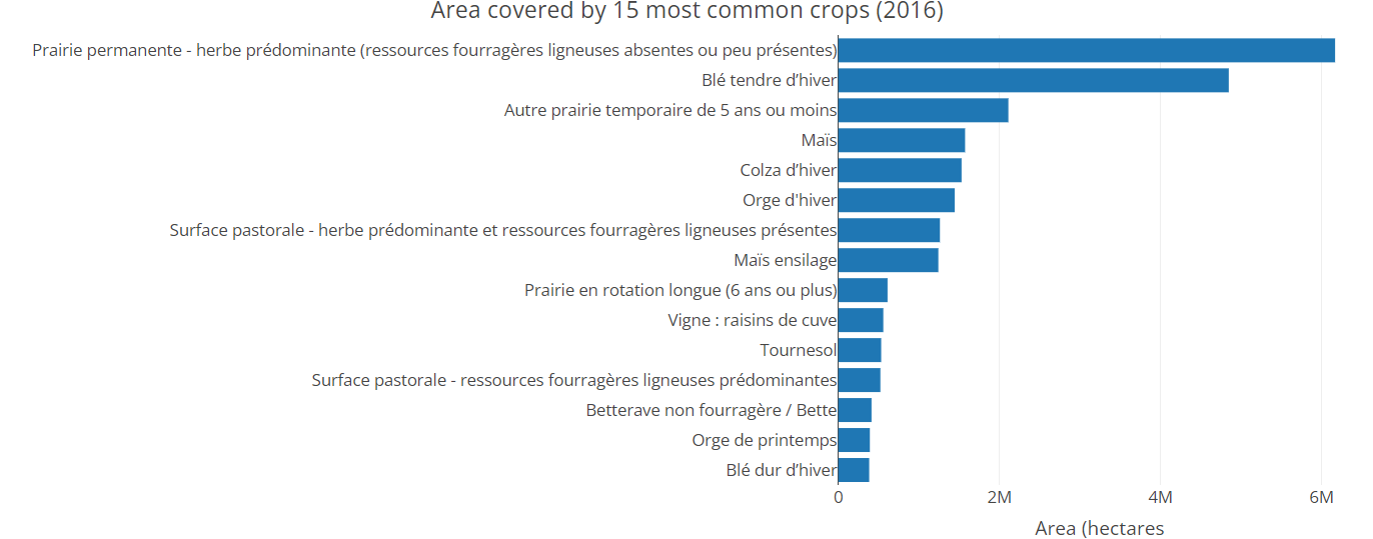 Area covered by 15 most common crops (2016)
Prairie permanente - herbe prédominante (ressources fourragères ligneuses absentes ou peu présentes)
Blé tendre d’hiver
Autre prairie temporaire de 5 ans ou moins
Maïs
Colza d’hiver
Orge d'hiver
Surface pastorale - herbe prédominante et ressources fourragères ligneuses présentes
Maïs ensilage
Prairie en rotation longue (6 ans ou plus)
Vigne : raisins de cuve
Tournesol
Surface pastorale - ressources fourragères ligneuses prédominantes
Betterave non fourragère / Bette
Orge de printemps
Blé dur d’hiver
0 2M 4M 6M
Area (hectares